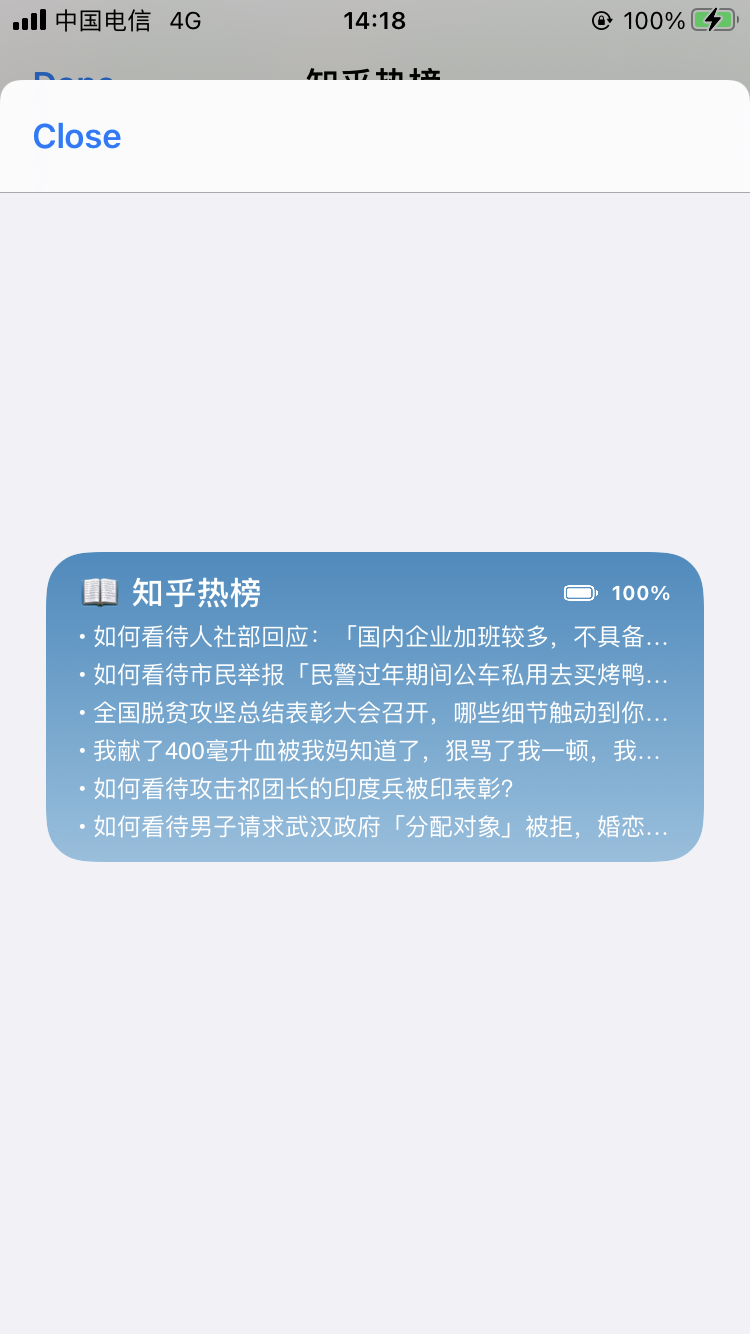 中国电信 4G 14:18 100%
Done 知乎热榜
Close
知乎热榜 100%
• 如何看待人社部回应：「国内企业加班较多，不具备...
• 如何看待市民举报「民警过年期间公车私用去买烤鸭...
• 全国脱贫攻坚总结表彰大会召开，哪些细节触动到你...
• 我献了400毫升血被我妈知道了，狠骂了我一顿，我...
• 如何看待攻击祁团长的印度兵被印表彰？
• 如何看待男子请求武汉政府「分配对象」被拒，婚恋...